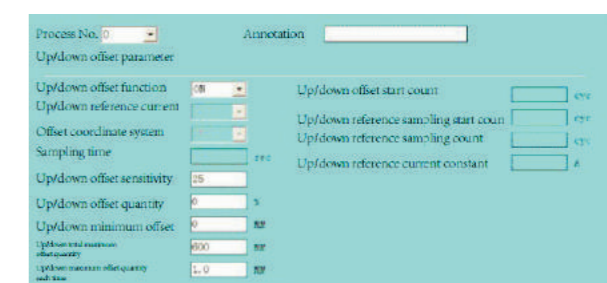 Process No. 0 Annotation
Up/down offset parameter
Up/down offset function ON Up/down offset start count cyc
Up/down reference current
Up/down reference sampling start coun cyc
Offset coordinate system Up/down reference sampling count cyc
Sampling time sec Up/down reference current constant A
Up/down offset sensitivity 25
Up/down offset quantity 0 %
Up/down minimum offset 0 mm
Up/down total maximum
offset quantity 600 mm
Up/down maximum offset quantity
each time 1.0 mm